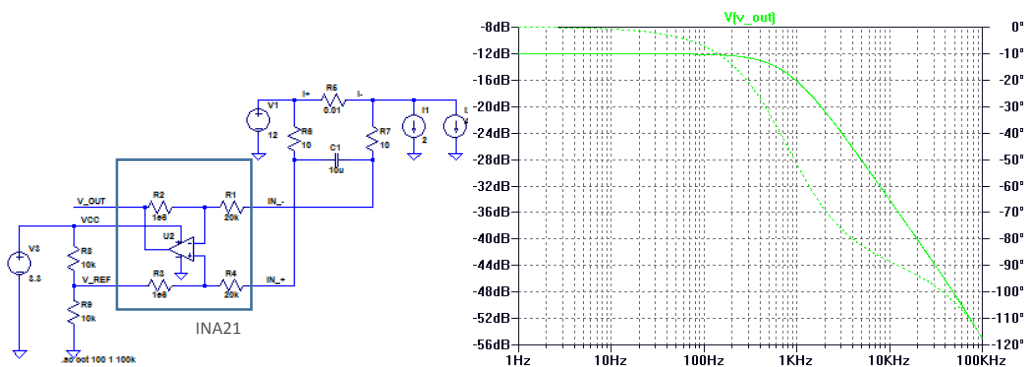 V(v_out)
-8dB
-12dB
-16dB
-20dB
-24dB
-28dB
-32dB
-36dB
-40dB
-44dB
-48dB
-52dB
-56dB
0°
-10°
-20°
-30°
-40°
-50°
-60°
-70°
-80°
-90°
-100°
-110°
-120°
1Hz
10Hz
100Hz
1KHz
10KHz
100KHz
I+
R5
0.01
I-
V1
12
R6
10
R7
10
C1
10u
I1
2
V_OUT
R2
1e6
R1
20k
IN_-
VCC
U2
V3
3.3
R8
10k
V_REF
R3
1e6
R4
20k
IN_+
R9
10k
INA21
.ac oct 100 1 100k